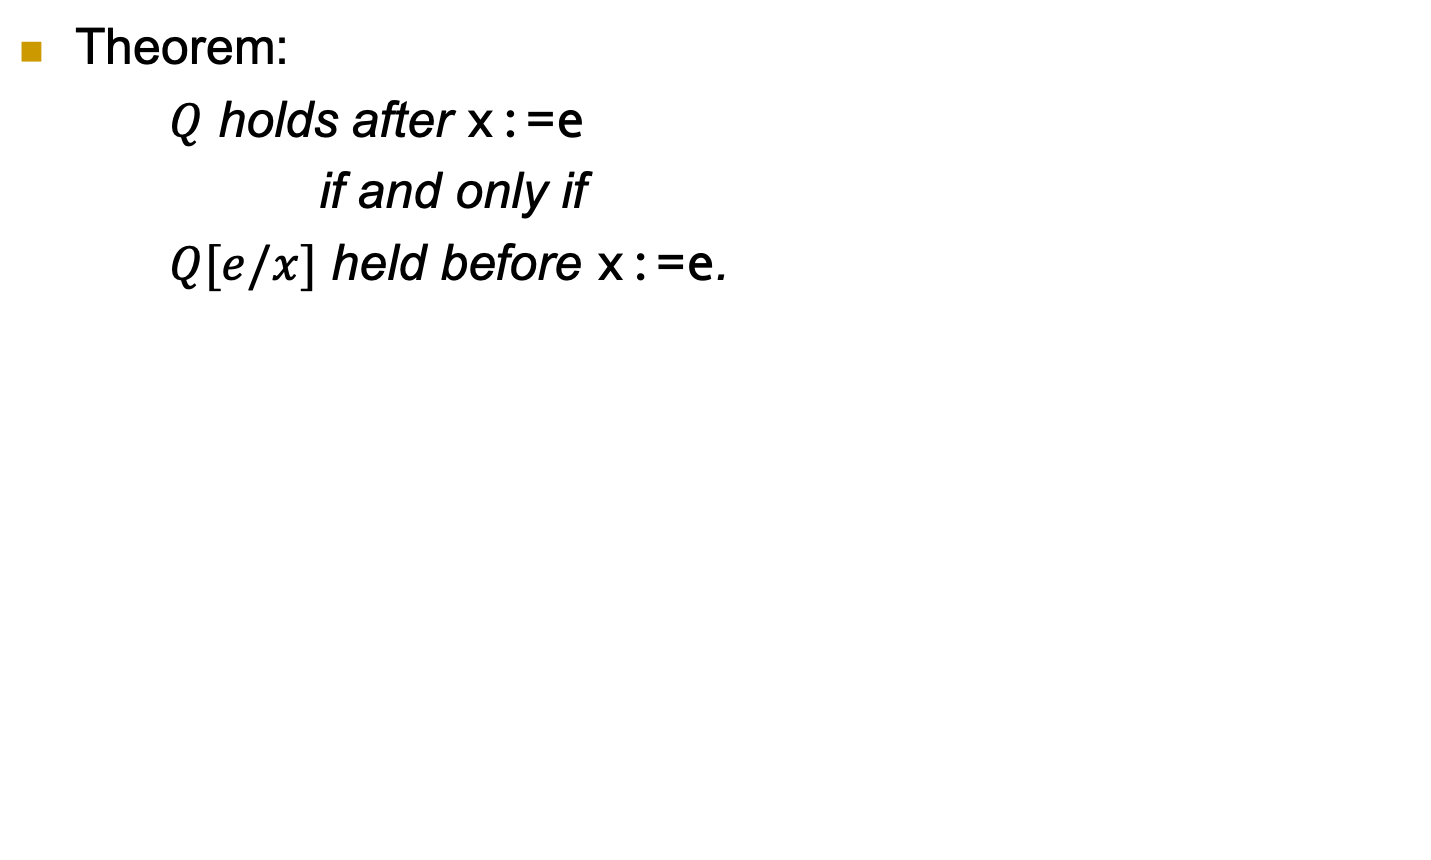 Theorem:
Q holds after x:=e
if and only if
Q[e/x] held before x:=e.